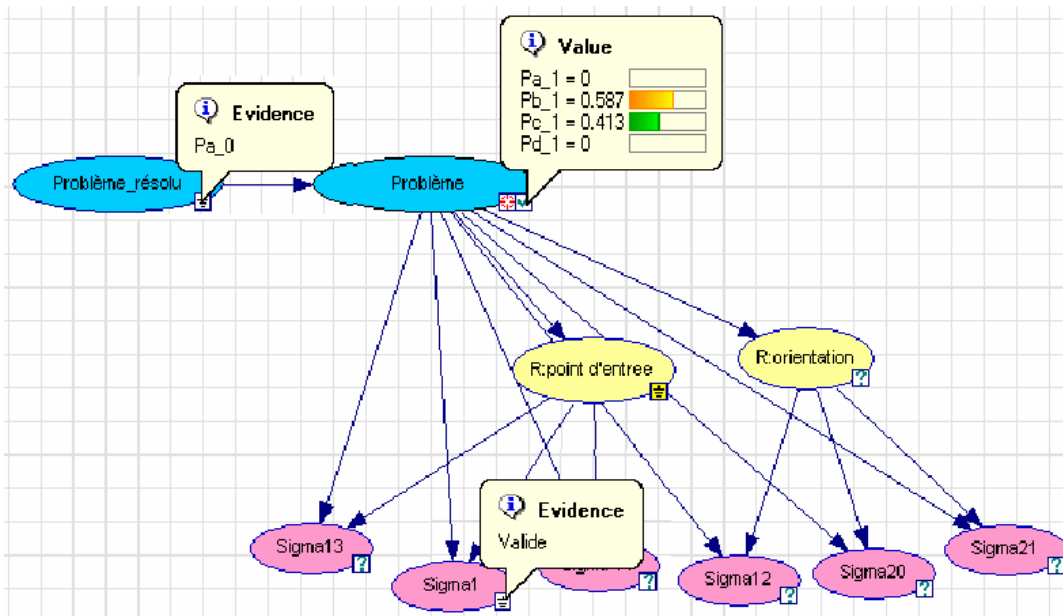 Value
Pa_1 = 0
Pb_1 = 0.587
Pc_1 = 0.413
Pd_1 = 0
Evidence
Pa_0
Problème_résolu
Problème
R:point d'entree
R:orientation
Evidence
Valide
Sigma13
Sigma1
Sigma12
Sigma20
Sigma21